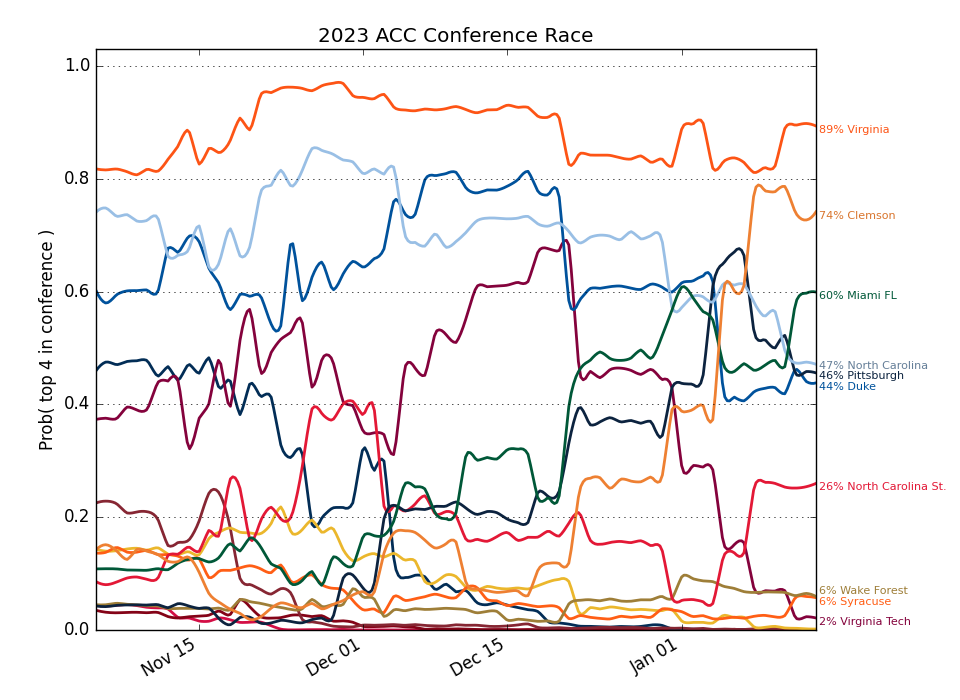 2023 ACC Conference Race
Prob( top 4 in conference )
1.0
0.8
0.6
0.4
0.2
0.0
Nov 15
Dec 01
Dec 15
Jan 01
89% Virginia
74% Clemson
60% Miami FL
47% North Carolina
46% Pittsburgh
44% Duke
26% North Carolina St.
6% Wake Forest
6% Syracuse
2% Virginia Tech